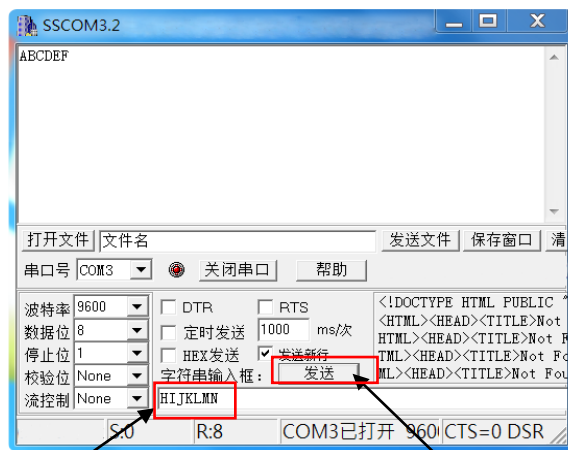 SSCOM3.2
ABCDEF
打开文件 文件名 发送文件 保存窗口 清
串口号 COM3 关闭串口 帮助
波特率 9600 DTR RTS
数据位 8 定时发送 1000 ms/次
停止位 1 HEX发送 发送新行
校验位 None 字符串输入框： 发送
流控制 None HIJKLMN
<!DOCTYPE HTML PUBLIC "
<HTML><HEAD><TITLE>Not
HTML><HEAD><TITLE>Not F
TML><HEAD><TITLE>Not Fo
ML><HEAD><TITLE>Not Fou
S:0 R:8 COM3已打开 960 CTS=0 DSR